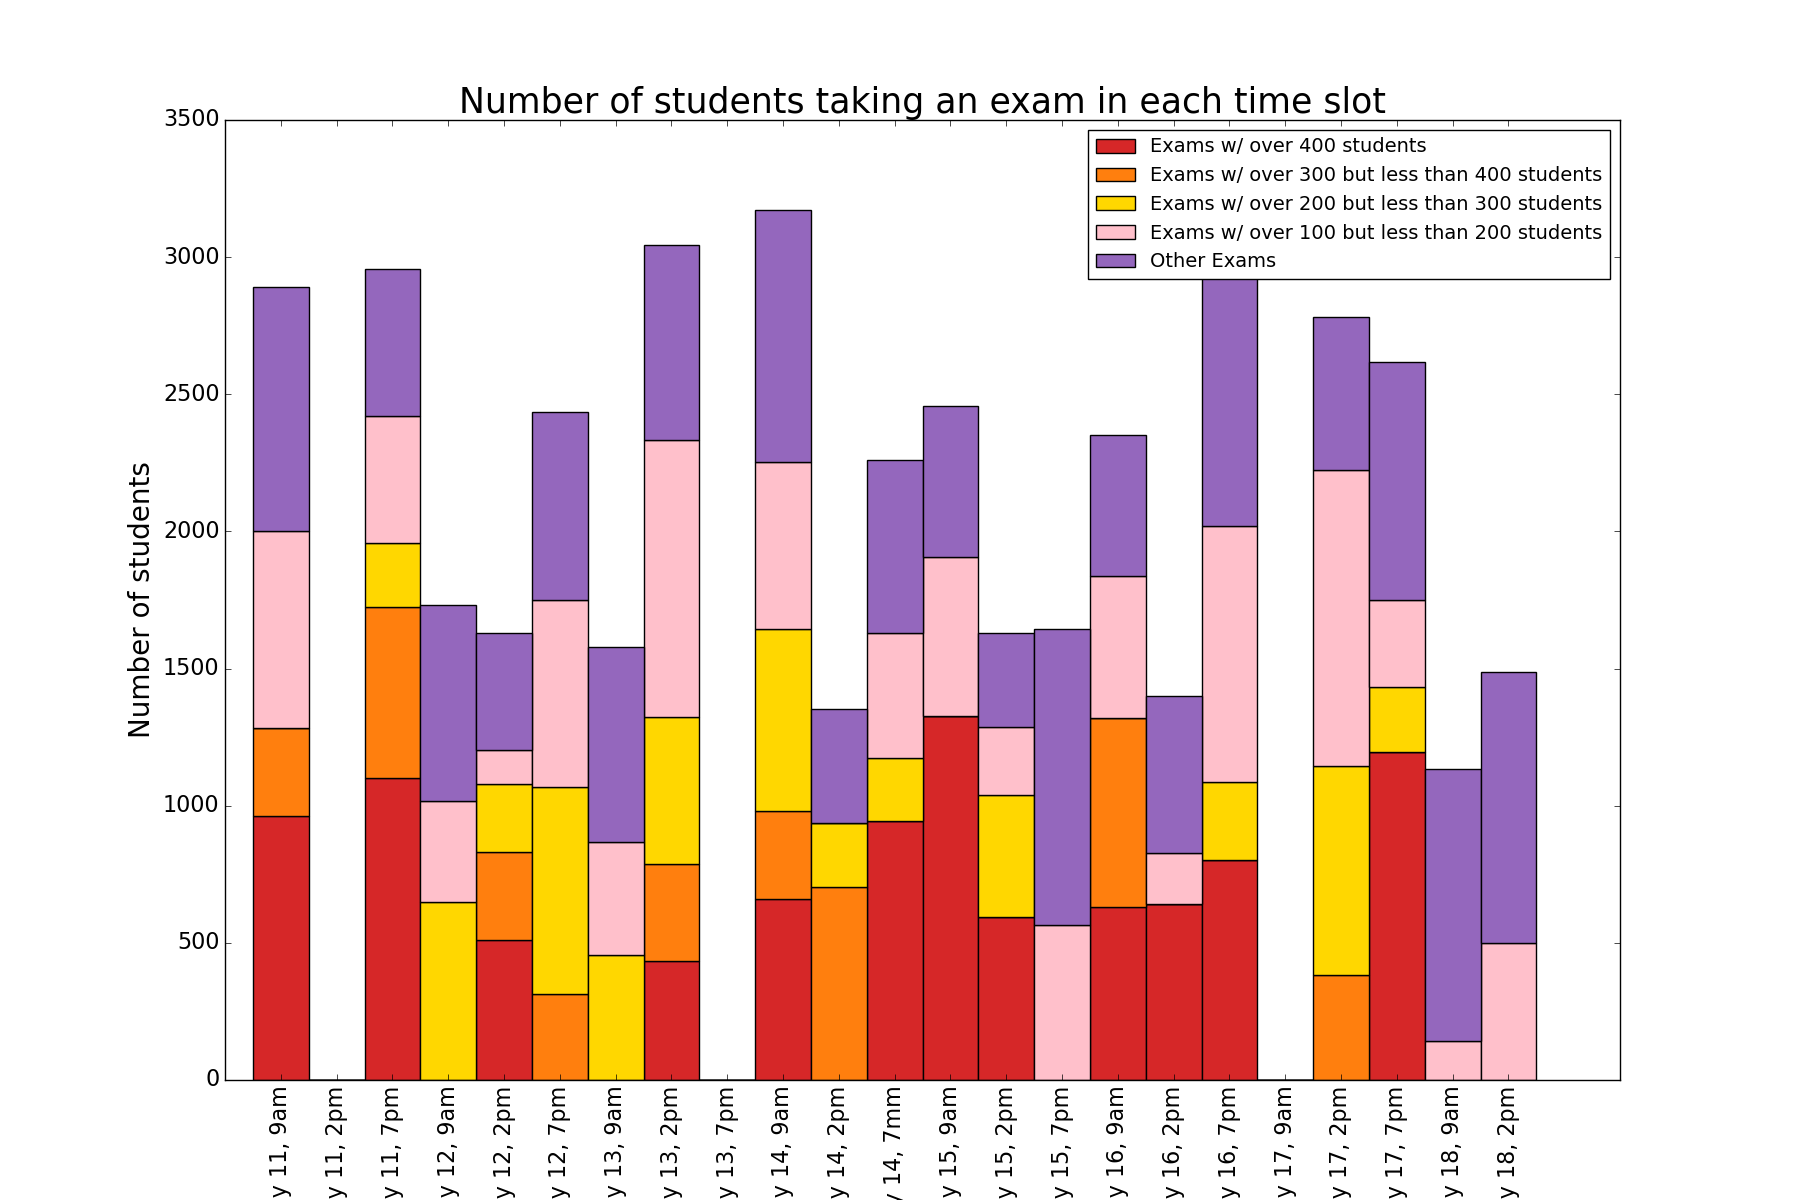 Number of students taking an exam in each time slot
3500
3000
2500
2000
1500
1000
500
0
Number of students
Exams w/ over 400 students
Exams w/ over 300 but less than 400 students
Exams w/ over 200 but less than 300 students
Exams w/ over 100 but less than 200 students
Other Exams
y 11, 9am
y 11, 2pm
y 11, 7pm
y 12, 9am
y 12, 2pm
y 12, 7pm
y 13, 9am
y 13, 2pm
y 13, 7pm
y 14, 9am
y 14, 2pm
y 14, 7mm
y 15, 9am
y 15, 2pm
y 15, 7pm
y 16, 9am
y 16, 2pm
y 16, 7pm
y 17, 9am
y 17, 2pm
y 17, 7pm
y 18, 9am
y 18, 2pm